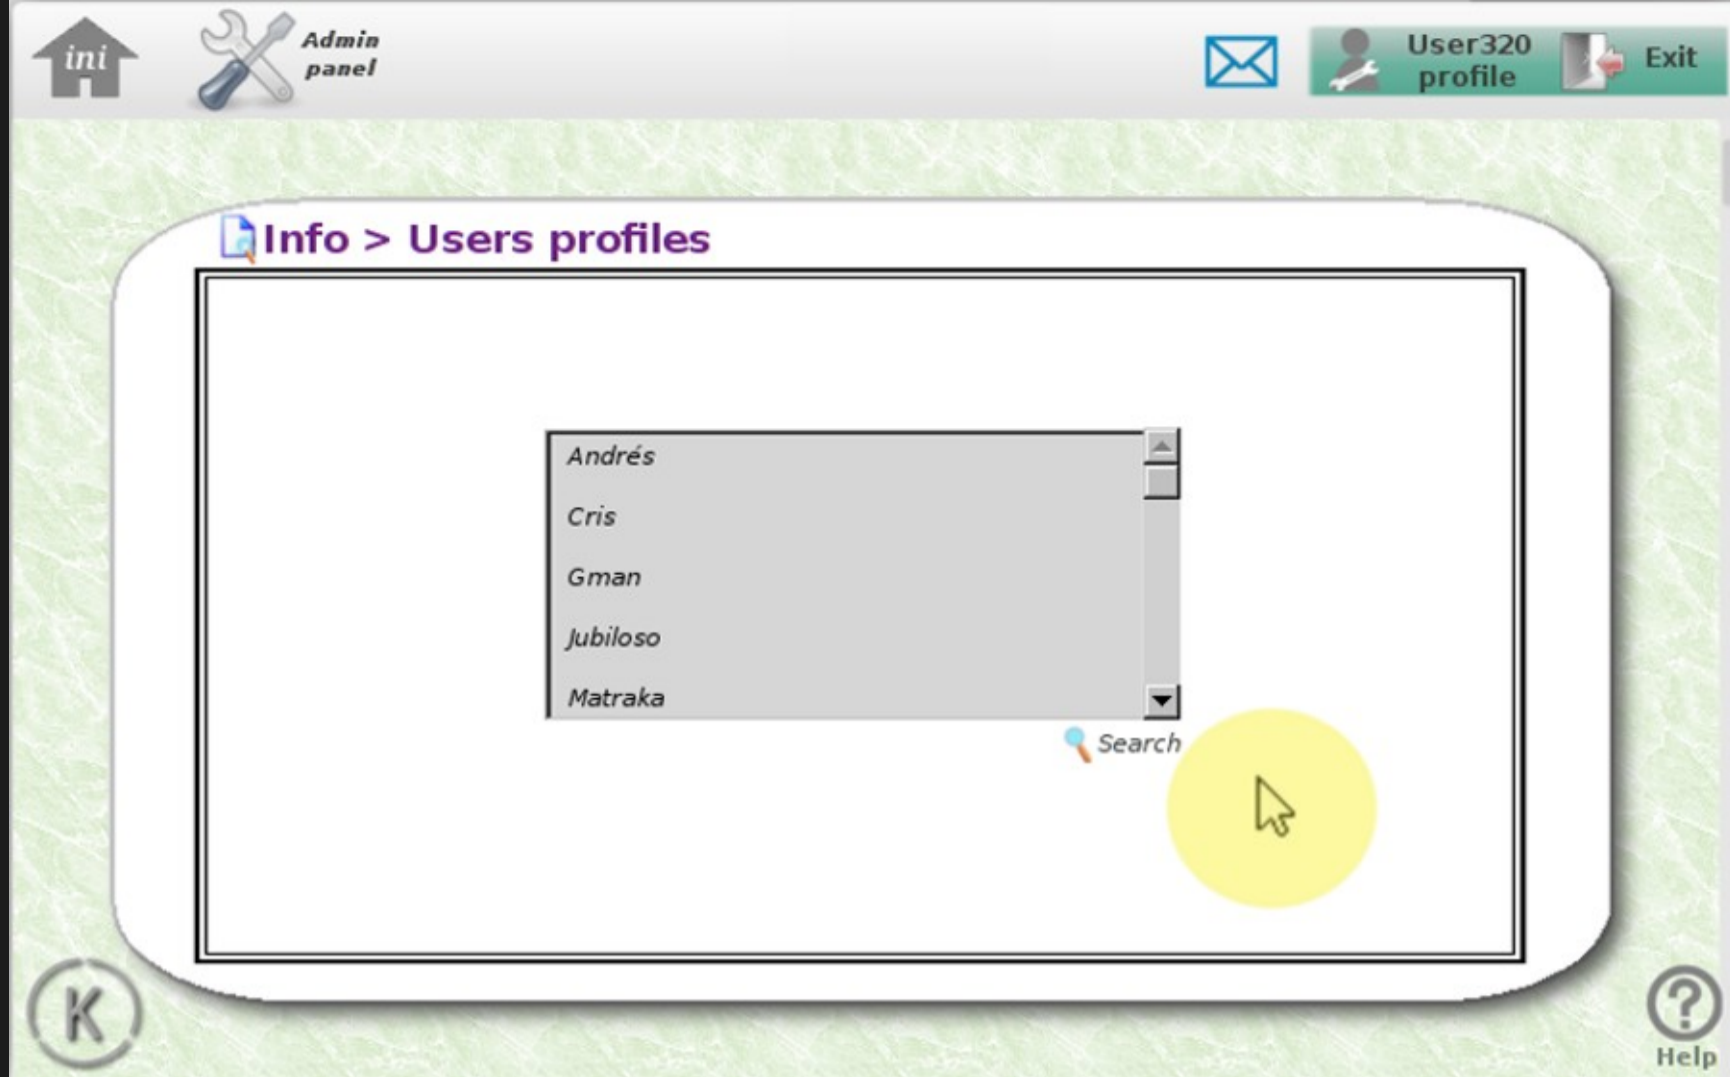 ini
Admin
panel
User320
profile
Exit
Info > Users profiles
Andrés
Cris
Gman
Jubiloso
Matraka
Search
K
Help